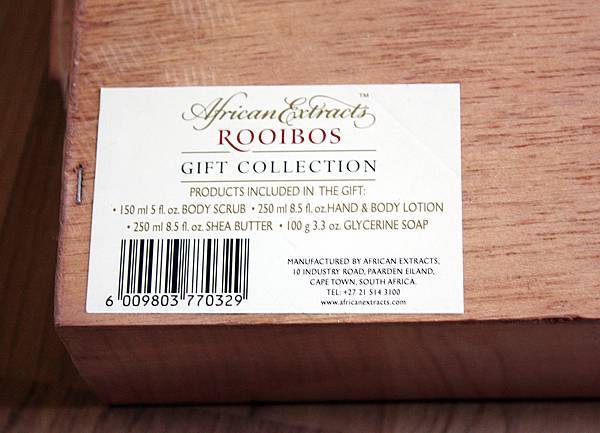 African Extracts™
ROOIBOS
GIFT COLLECTION
PRODUCTS INCLUDED IN THE GIFT:
• 150 ml 5 fl. oz. BODY SCRUB • 250 ml 8.5 fl. oz. HAND & BODY LOTION
• 250 ml 8.5 fl. oz. SHEA BUTTER • 100 g 3.3 oz. GLYCERINE SOAP
MANUFACTURED BY AFRICAN EXTRACTS,
10 INDUSTRY ROAD, PAARDEN EILAND,
CAPE TOWN, SOUTH AFRICA.
TEL: +27 21 514 3100
www.africanextracts.com
6 009803 770329